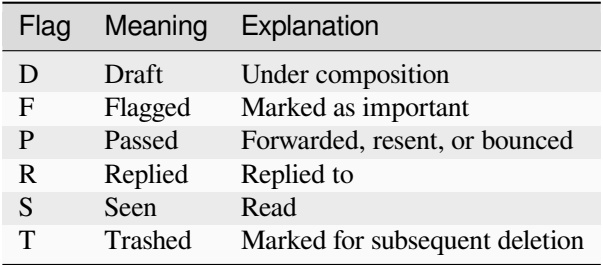 Flag Meaning Explanation
D Draft Under composition
F Flagged Marked as important
P Passed Forwarded, resent, or bounced
R Replied Replied to
S Seen Read
T Trashed Marked for subsequent deletion